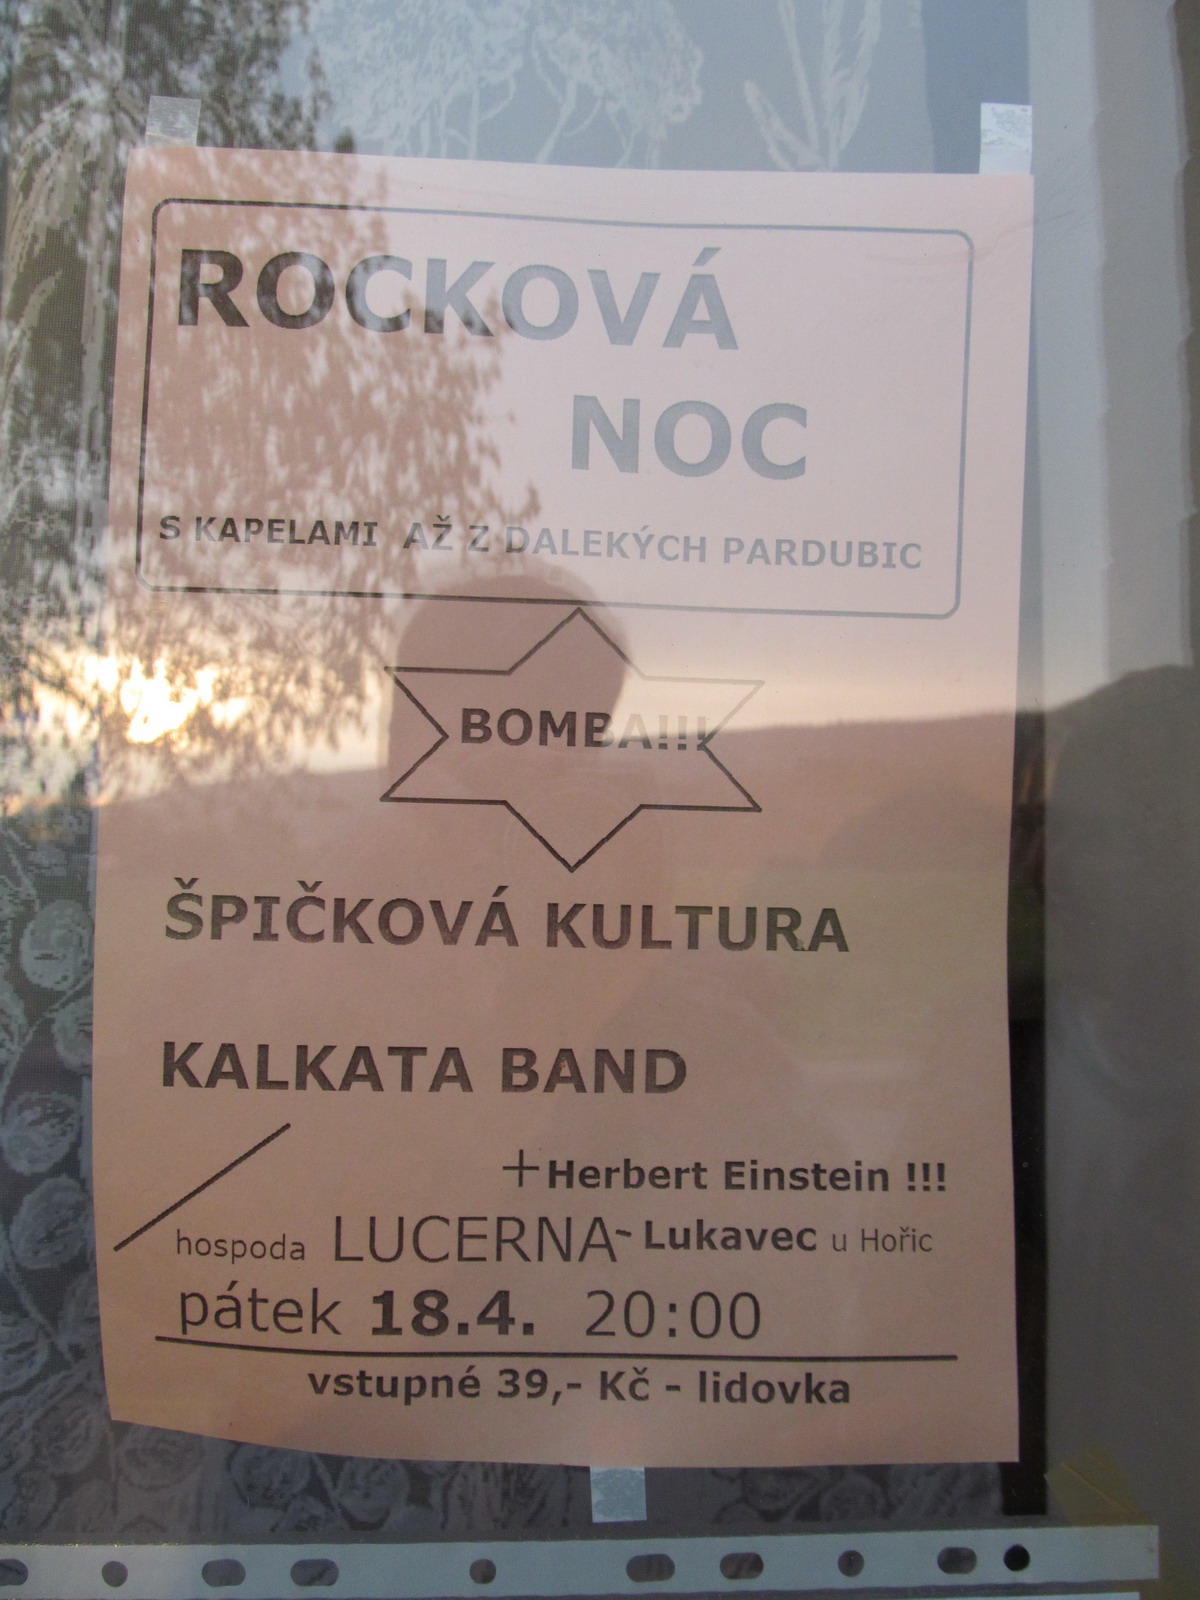 ROCKOVÁ
NOC
S KAPELAMI AŽ Z DALEKÝCH PARDUBIC
BOMBA!!!
ŠPIČKOVÁ KULTURA
KALKATA BAND
+Herbert Einstein !!!
hospoda LUCERNA- Lukavec u Hořic
pátek 18.4. 20:00
vstupné 39,- Kč - lidovka